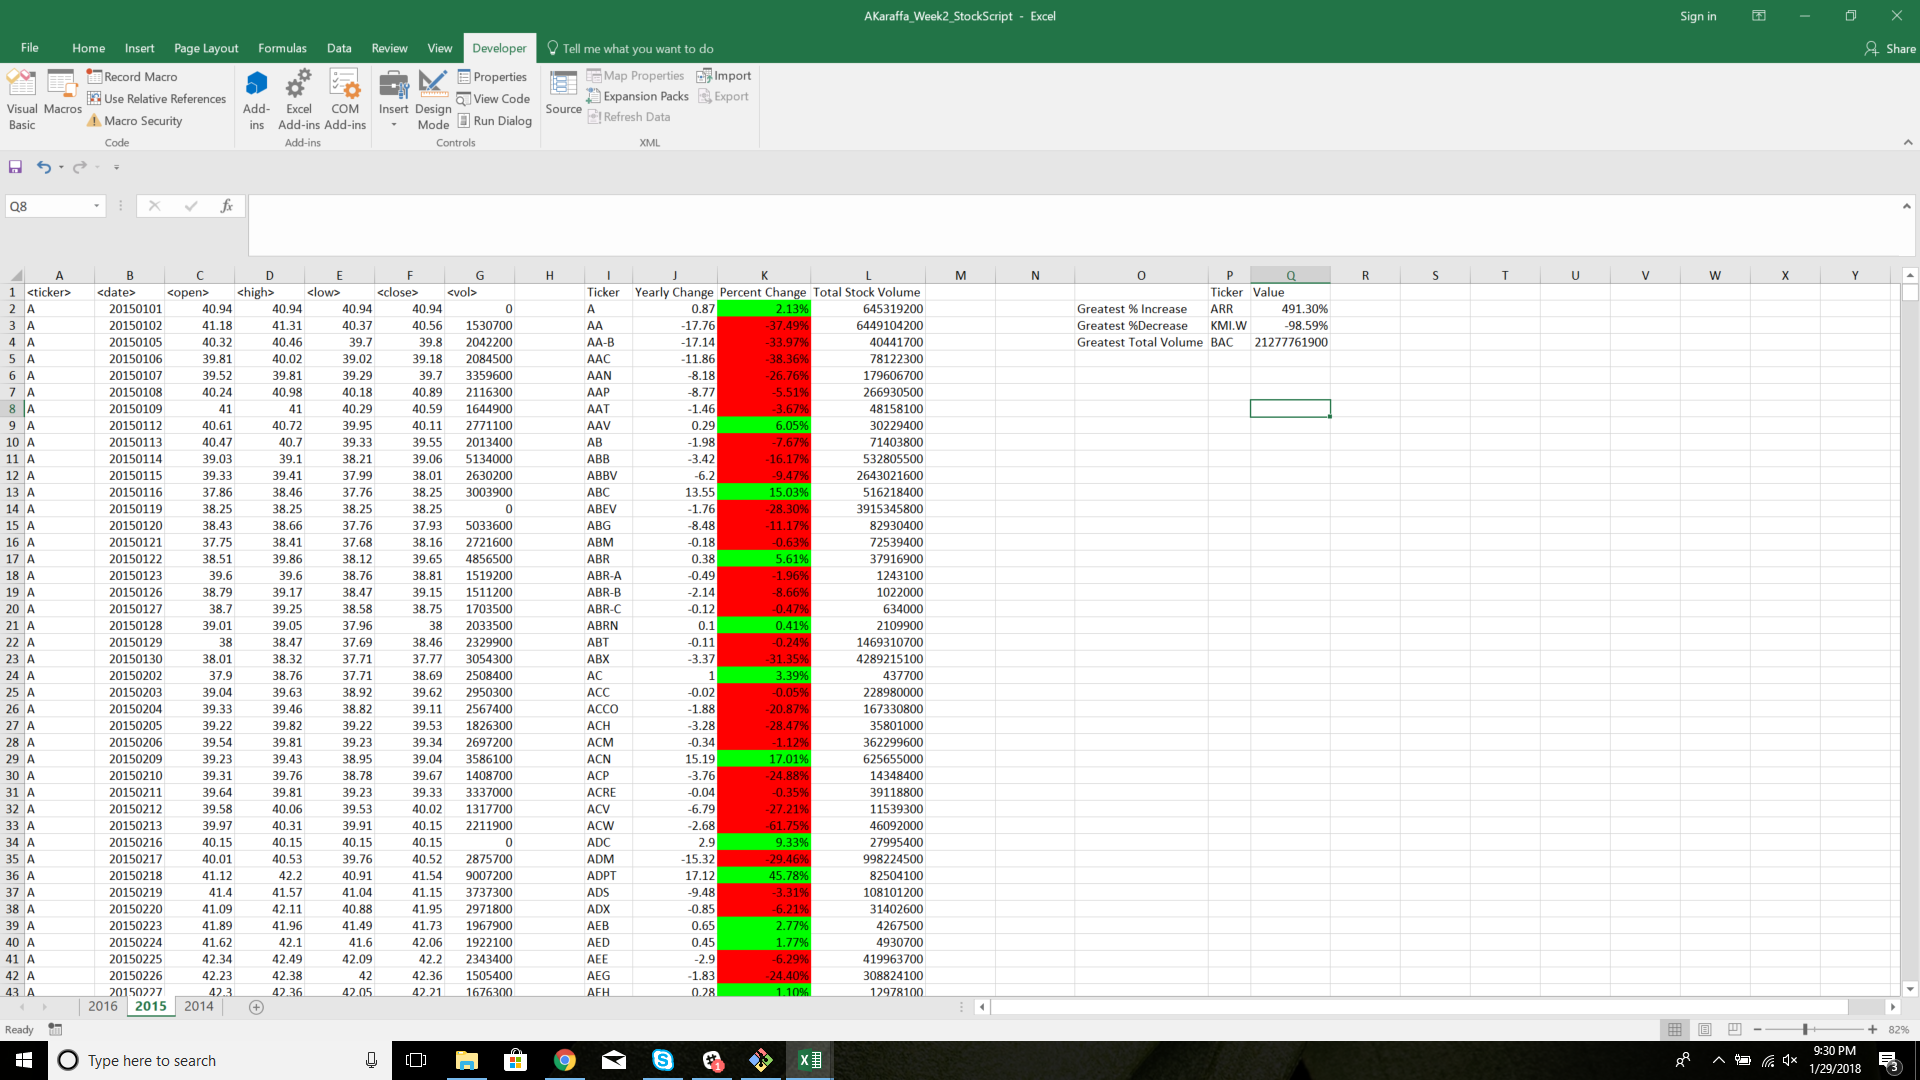 AKaraffa_Week2_StockScript - Excel
Sign in
File Home Insert Page Layout Formulas Data Review View Developer Tell me what you want to do
Share
Visual Basic
Macros
Record Macro
Use Relative References
Macro Security
Code
Add-ins
Excel Add-ins
COM Add-ins
Add-ins
Insert
Design Mode
Properties
View Code
Run Dialog
Controls
Source
Map Properties
Expansion Packs
Refresh Data
Import
Export
XML
Q8
fx
A B C D E F G H I J K L M N O P Q R S T U V W X Y
1 <ticker> <date> <open> <high> <low> <close> <vol> Ticker Yearly Change Percent Change Total Stock Volume Ticker Value
2 A 20150101 40.94 40.94 40.94 40.94 0 A 0.87 2.13% 645319200 Greatest % Increase ARR 491.30%
3 A 20150102 41.18 41.31 40.37 40.56 1530700 AA -17.76 -37.49% 6449104200 Greatest %Decrease KMI.W -98.59%
4 A 20150105 40.32 40.46 39.7 39.8 2042200 AA-B -17.14 -33.97% 40441700 Greatest Total Volume BAC 21277761900
5 A 20150106 39.81 40.02 39.02 39.18 2084500 AAC -11.86 -38.36% 78122300
6 A 20150107 39.52 39.81 39.29 39.7 3359600 AAN -8.18 -26.76% 179606700
7 A 20150108 40.24 40.98 40.18 40.89 2116300 AAP -8.77 -5.51% 266930500
8 A 20150109 41 41 40.29 40.59 1644900 AAT -1.46 -3.67% 48158100
9 A 20150112 40.61 40.72 39.95 40.11 2771100 AAV 0.29 6.05% 30229400
10 A 20150113 40.47 40.7 39.33 39.55 2013400 AB -1.98 -7.67% 71403800
11 A 20150114 39.03 39.1 38.21 39.06 5134000 ABB -3.42 -16.17% 532805500
12 A 20150115 39.33 39.41 37.99 38.01 2630200 ABBV -6.2 -9.47% 2643021600
13 A 20150116 37.86 38.46 37.76 38.25 3003900 ABC 13.55 15.03% 516218400
14 A 20150119 38.25 38.25 38.25 38.25 0 ABEV -1.76 -28.30% 3915345800
15 A 20150120 38.43 38.66 37.76 37.93 5033600 ABG -8.48 -11.17% 82930400
16 A 20150121 37.75 38.41 37.68 38.16 2721600 ABM -0.18 -0.63% 72539400
17 A 20150122 38.51 39.86 38.12 39.65 4856500 ABR 0.38 5.61% 37916900
18 A 20150123 39.6 39.6 38.76 38.81 1519200 ABR-A -0.49 -1.96% 1243100
19 A 20150126 38.79 39.17 38.47 39.15 1511200 ABR-B -2.14 -8.66% 1022000
20 A 20150127 38.7 39.25 38.58 38.75 1703500 ABR-C -0.12 -0.47% 634000
21 A 20150128 39.01 39.05 37.96 38 2033500 ABRN 0.1 0.41% 2109900
22 A 20150129 38 38.47 37.69 38.46 2329900 ABT -0.11 -0.24% 1469310700
23 A 20150130 38.01 38.32 37.71 37.77 3054300 ABX -3.37 -31.35% 4289215100
24 A 20150202 37.9 38.76 37.71 38.69 2508400 AC 1 3.39% 437700
25 A 20150203 39.04 39.63 38.92 39.62 2950300 ACC -0.02 -0.05% 228980000
26 A 20150204 39.33 39.46 38.82 39.11 2567400 ACCO -1.88 -20.87% 167330800
27 A 20150205 39.22 39.82 39.22 39.53 1826300 ACH -3.28 -28.47% 35801000
28 A 20150206 39.54 39.81 39.23 39.34 2697200 ACM -0.34 -1.12% 362299600
29 A 20150209 39.23 39.43 38.95 39.04 3586100 ACN 15.19 17.01% 625655000
30 A 20150210 39.31 39.76 38.78 39.67 1408700 ACP -3.76 -24.88% 14348400
31 A 20150211 39.64 39.81 39.23 39.33 3337000 ACRE -0.04 -0.35% 39118800
32 A 20150212 39.58 40.06 39.53 40.02 1317700 ACV -6.79 -27.21% 11539300
33 A 20150213 39.97 40.31 39.91 40.15 2211900 ACW -2.68 -61.75% 46092000
34 A 20150216 40.15 40.15 40.15 40.15 0 ADC 2.9 9.33% 27995400
35 A 20150217 40.01 40.53 39.76 40.52 2875700 ADM -15.32 -29.46% 998224500
36 A 20150218 41.12 42.2 40.91 41.54 9007200 ADPT 17.12 45.78% 82504100
37 A 20150219 41.4 41.57 41.04 41.15 3737300 ADS -9.48 -3.31% 108101200
38 A 20150220 41.09 42.11 40.88 41.95 2971800 ADX -0.85 -6.21% 31402600
39 A 20150223 41.89 41.96 41.49 41.73 1967900 AEB 0.65 2.77% 4267500
40 A 20150224 41.62 42.1 41.6 42.06 1922100 AED 0.45 1.77% 4930700
41 A 20150225 42.34 42.49 42.09 42.2 2343400 AEE -2.9 -6.29% 419963700
42 A 20150226 42.23 42.38 42 42.36 1505400 AEG -1.83 -24.40% 308824100
43 A 20150227 42.3 42.36 42.05 42.21 1676300 AEH 0.28 1.10% 12978100
2016 2015 2014
Ready
82%
Type here to search
1
9:30 PM
1/29/2018
3